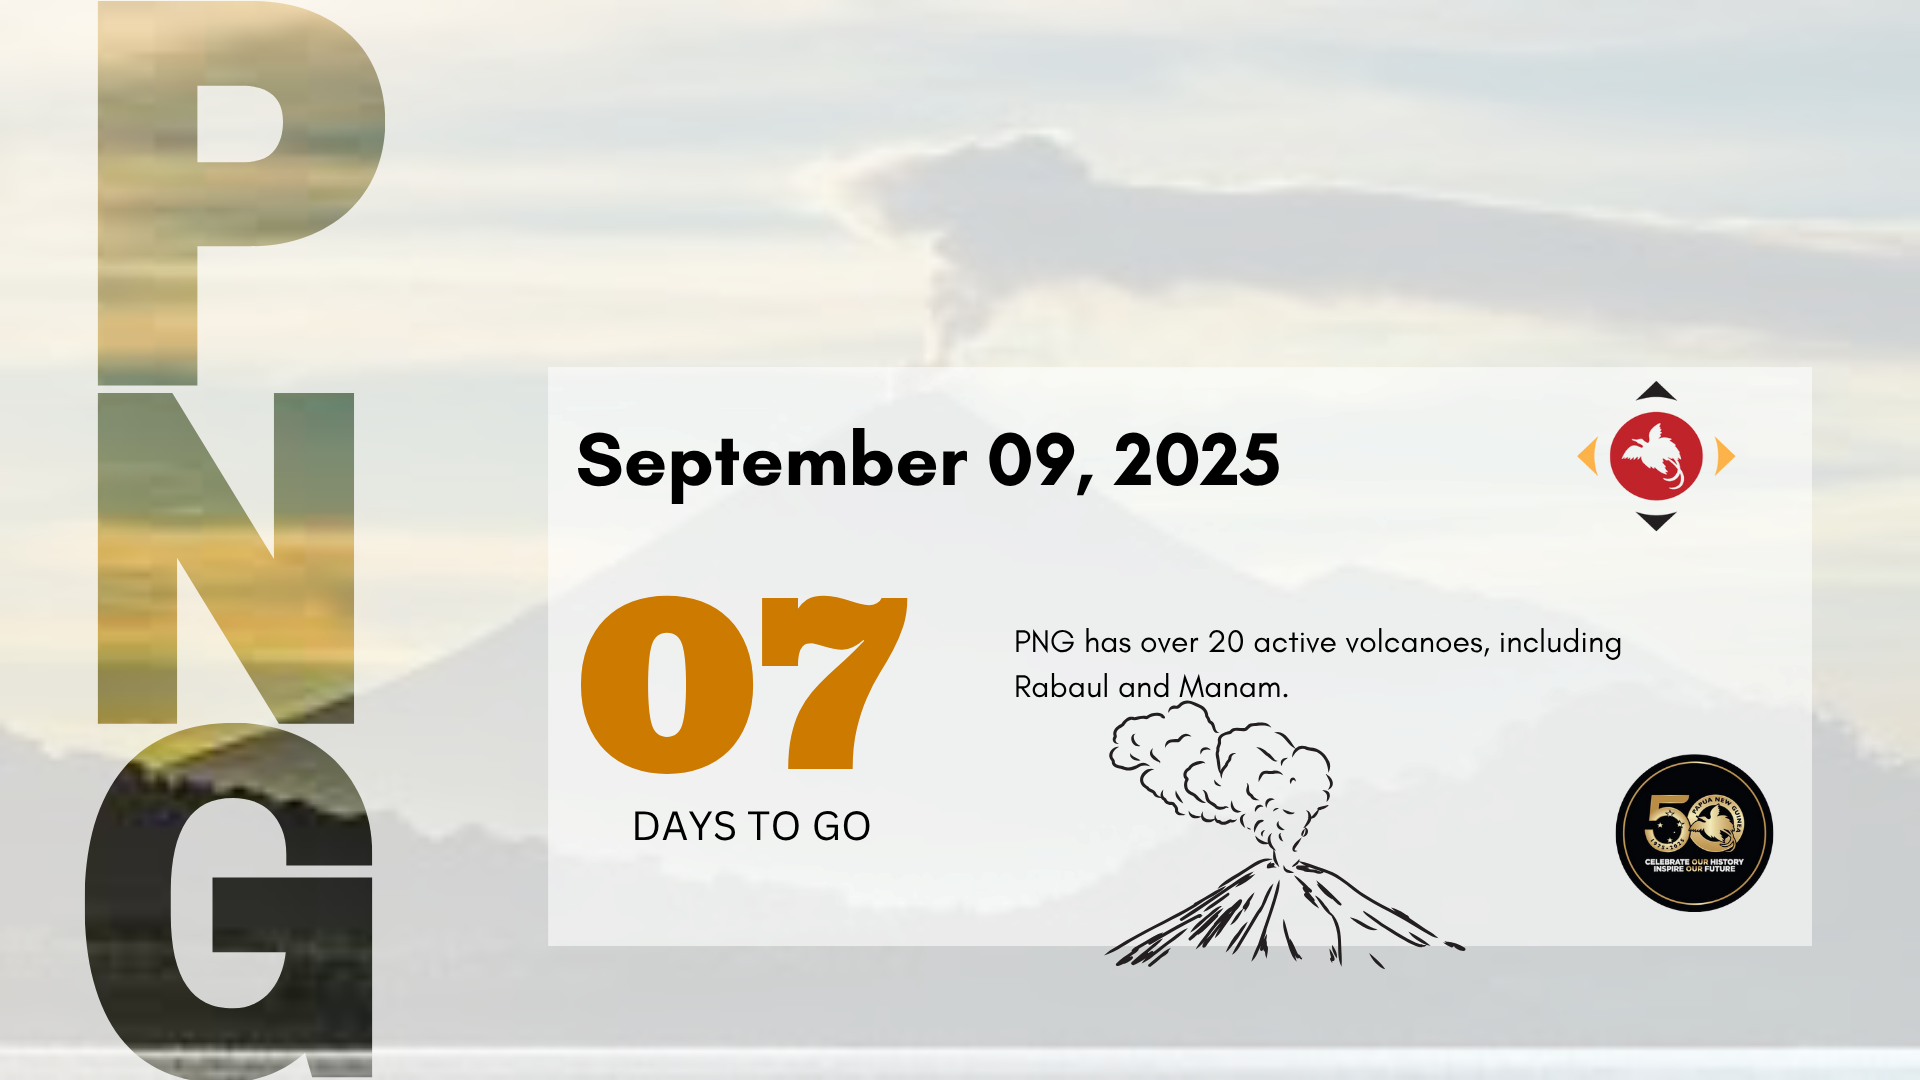 PNG
September 09, 2025
07
DAYS TO GO
PNG has over 20 active volcanoes, including
Rabaul and Manam.
50
PAPUA NEW GUINEA
1975-2025
CELEBRATE OUR HISTORY
INSPIRE OUR FUTURE